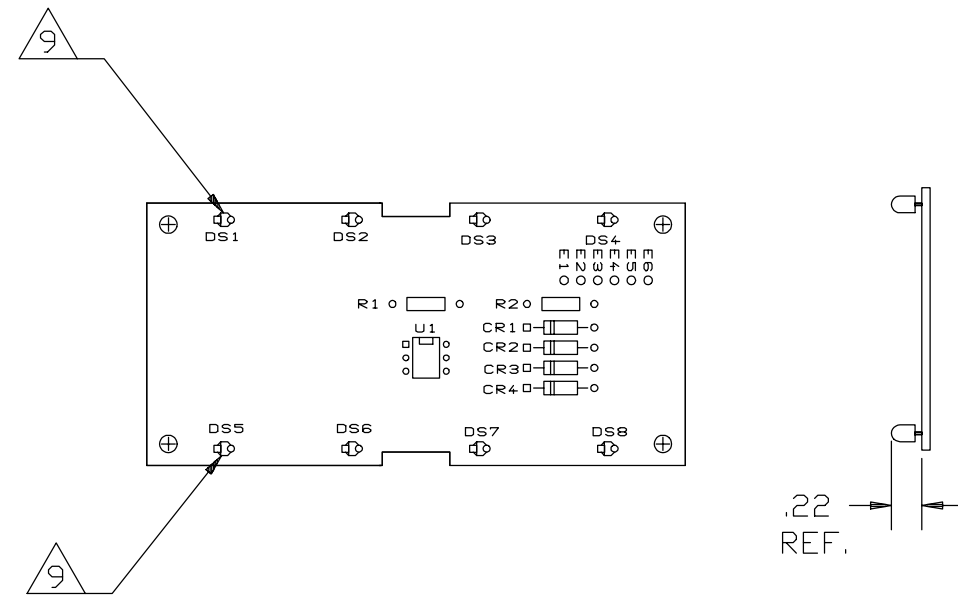 9
DS1 DS2 DS3 DS4
E1 E2 E3 E4 E5 E6
R1 R2
U1 CR1
CR2
CR3
CR4
DS5 DS6 DS7 DS8
.22
REF.
9